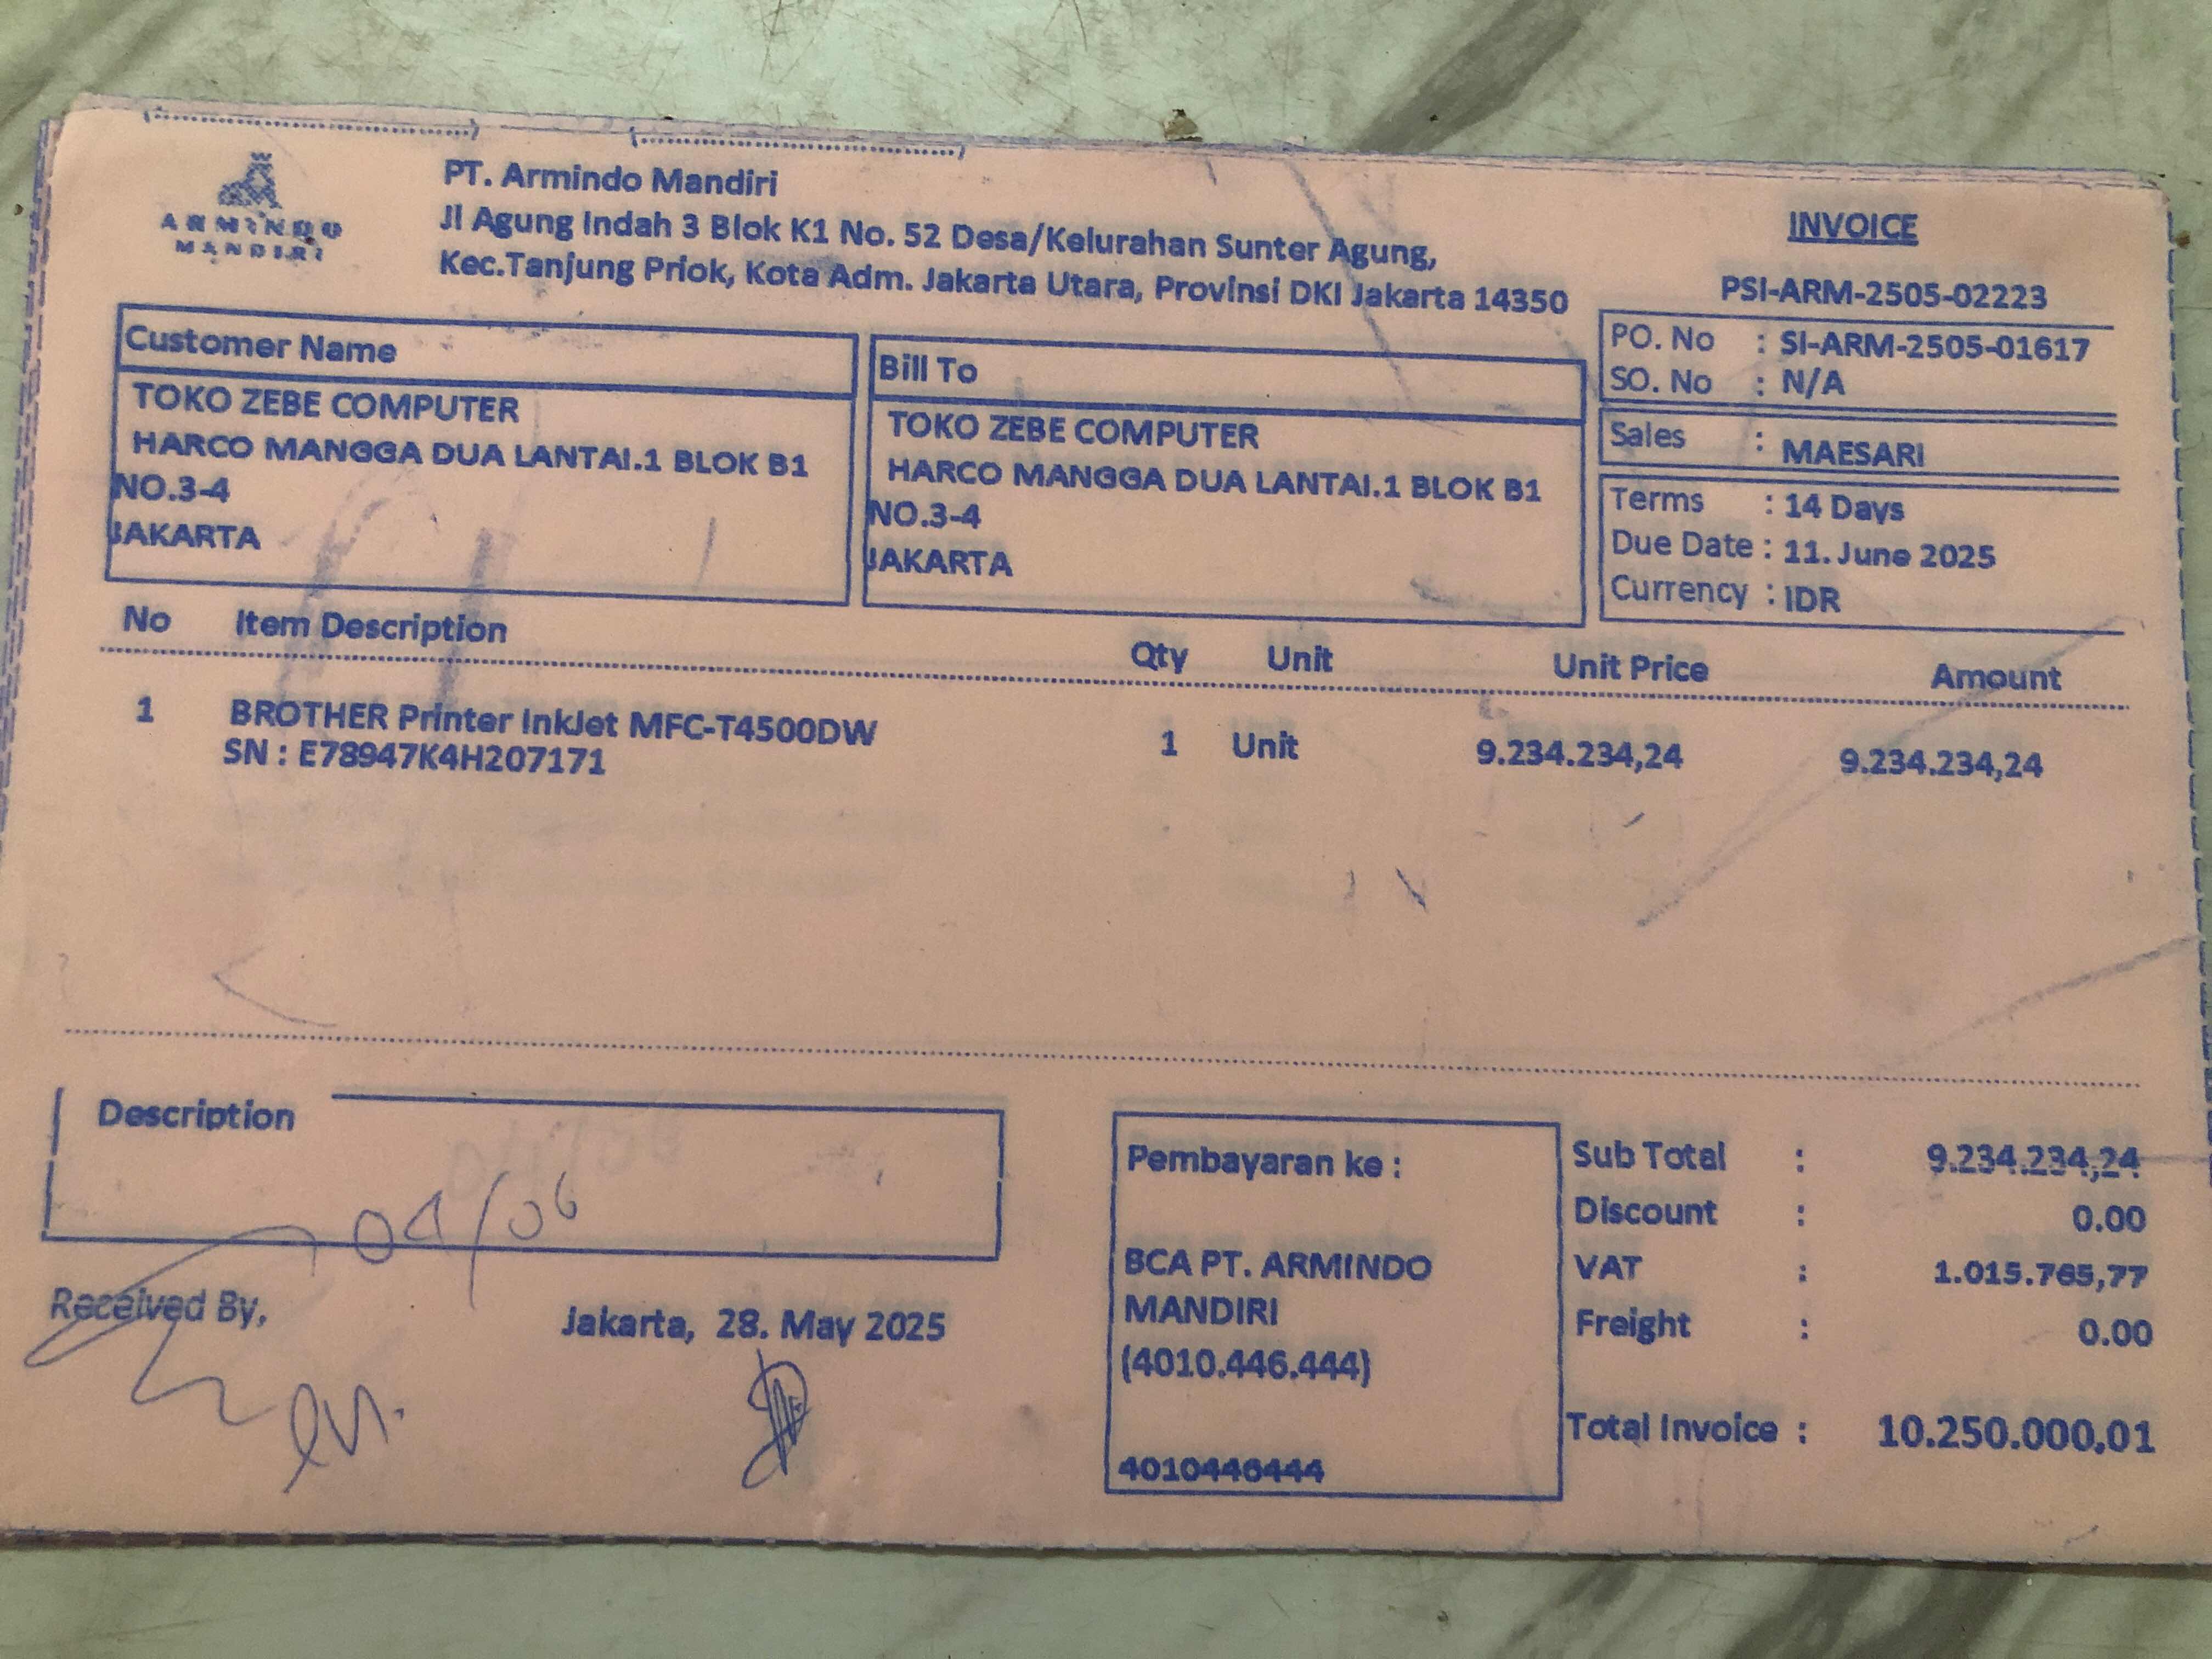 ARMINDO
MANDIRI
PT. Armindo Mandiri
Jl Agung Indah 3 Blok K1 No. 52 Desa/Kelurahan Sunter Agung,
Kec.Tanjung Priok, Kota Adm. Jakarta Utara, Provinsi DKI Jakarta 14350
INVOICE
PSI-ARM-2505-02223
PO. No : SI-ARM-2505-01617
SO. No : N/A
Sales : MAESARI
Terms : 14 Days
Due Date : 11. June 2025
Currency : IDR
Customer Name
TOKO ZEBE COMPUTER
HARCO MANGGA DUA LANTAI.1 BLOK B1
NO.3-4
JAKARTA
Bill To
TOKO ZEBE COMPUTER
HARCO MANGGA DUA LANTAI.1 BLOK B1
NO.3-4
JAKARTA
No Item Description Qty Unit Unit Price Amount
1 BROTHER Printer InkJet MFC-T4500DW 1 Unit 9.234.234,24 9.234.234,24
SN : E78947K4H207171
Description
04/06
Received By,
Jakarta, 28. May 2025
Pembayaran ke :
BCA PT. ARMINDO
MANDIRI
(4010.446.444)
4010446444
Sub Total : 9.234.234,24
Discount : 0.00
VAT : 1.015.765,77
Freight : 0.00
Total Invoice : 10.250.000,01